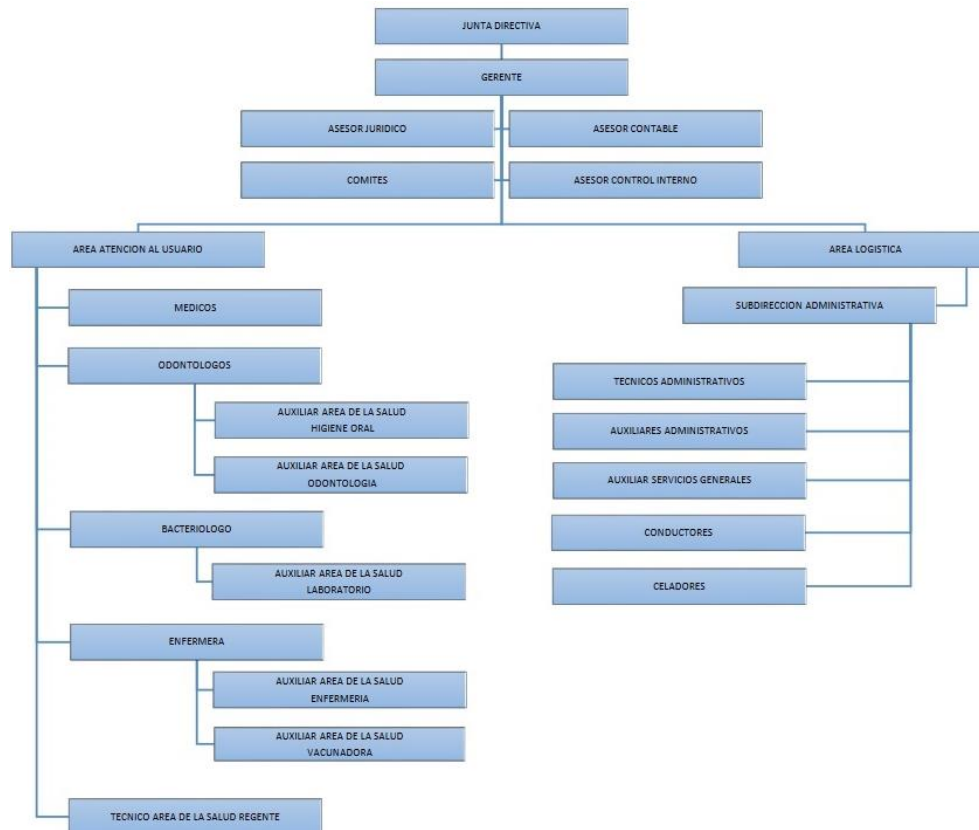 JUNTA DIRECTIVA
GERENTE
ASESOR JURIDICO
ASESOR CONTABLE
COMITES
ASESOR CONTROL INTERNO
AREA ATENCION AL USUARIO
AREA LOGISTICA
MEDICOS
SUBDIRECCION ADMINISTRATIVA
ODONTOLOGOS
AUXILIAR AREA DE LA SALUD
HIGIENE ORAL
AUXILIAR AREA DE LA SALUD
ODONTOLOGIA
BACTERIOLOGO
AUXILIAR AREA DE LA SALUD
LABORATORIO
ENFERMERA
AUXILIAR AREA DE LA SALUD
ENFERMERIA
AUXILIAR AREA DE LA SALUD
VACUNADORA
TECNICO AREA DE LA SALUD REGENTE
TECNICOS ADMINISTRATIVOS
AUXILIARES ADMINISTRATIVOS
AUXILIAR SERVICIOS GENERALES
CONDUCTORES
CELADORES